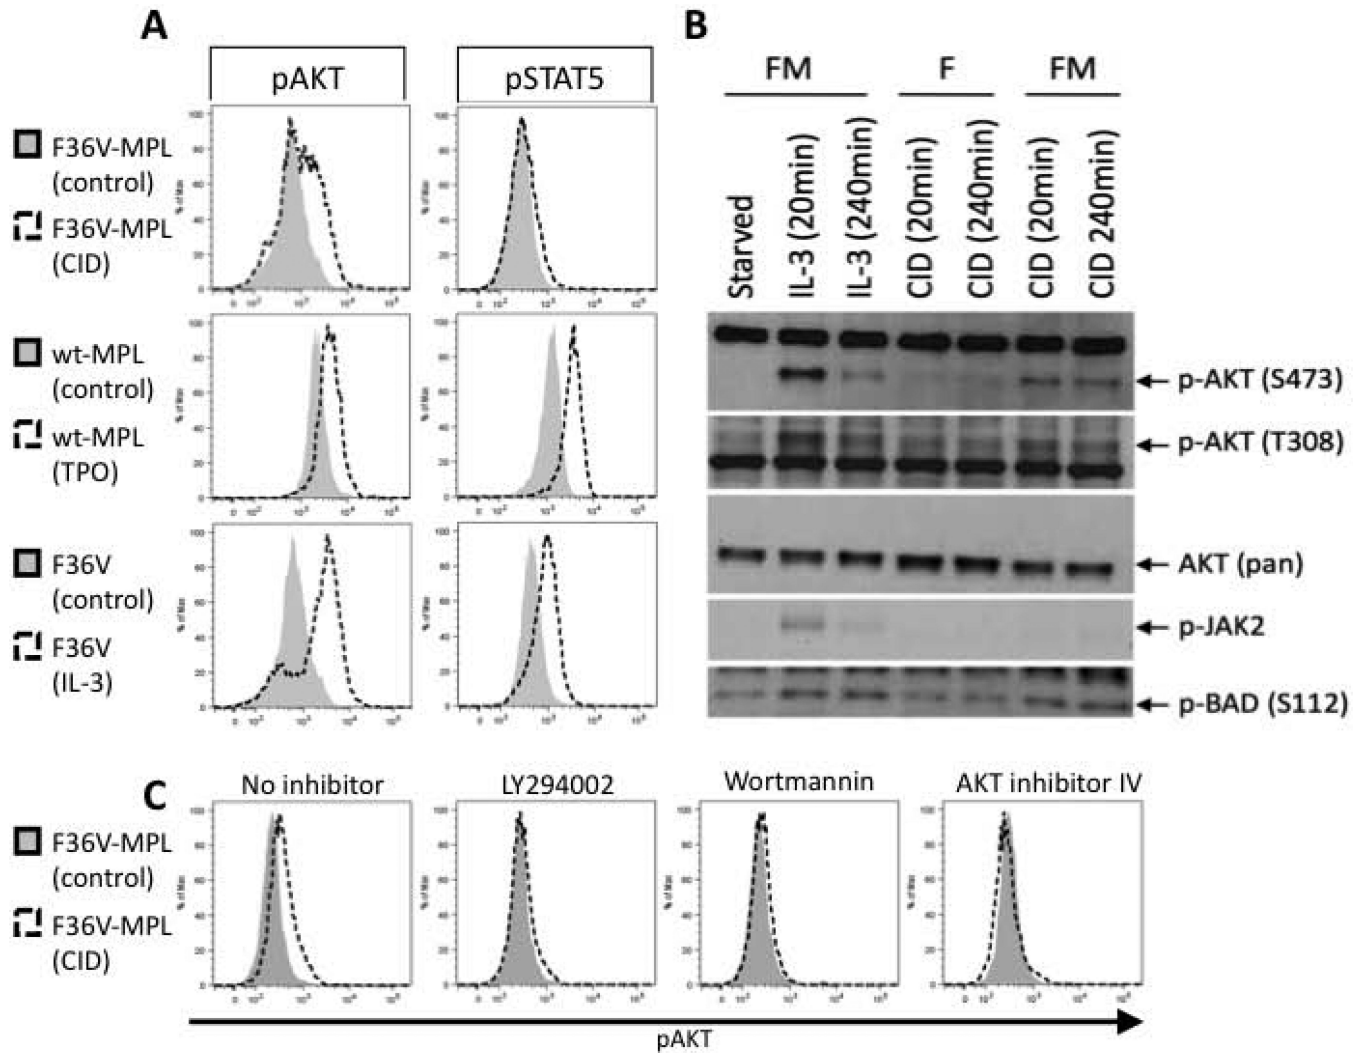 A
B
pAKT
pSTAT5
F36V-MPL
(control)
F36V-MPL
(CID)
wt-MPL
(control)
wt-MPL
(TPO)
F36V
(control)
F36V
(IL-3)
FM
F
FM
Starved
IL-3 (20min)
IL-3 (240min)
CID (20min)
CID (240min)
CID (20min)
CID 240min)
p-AKT (S473)
p-AKT (T308)
AKT (pan)
p-JAK2
p-BAD (S112)
C
No inhibitor
LY294002
Wortmannin
AKT inhibitor IV
F36V-MPL
(control)
F36V-MPL
(CID)
pAKT